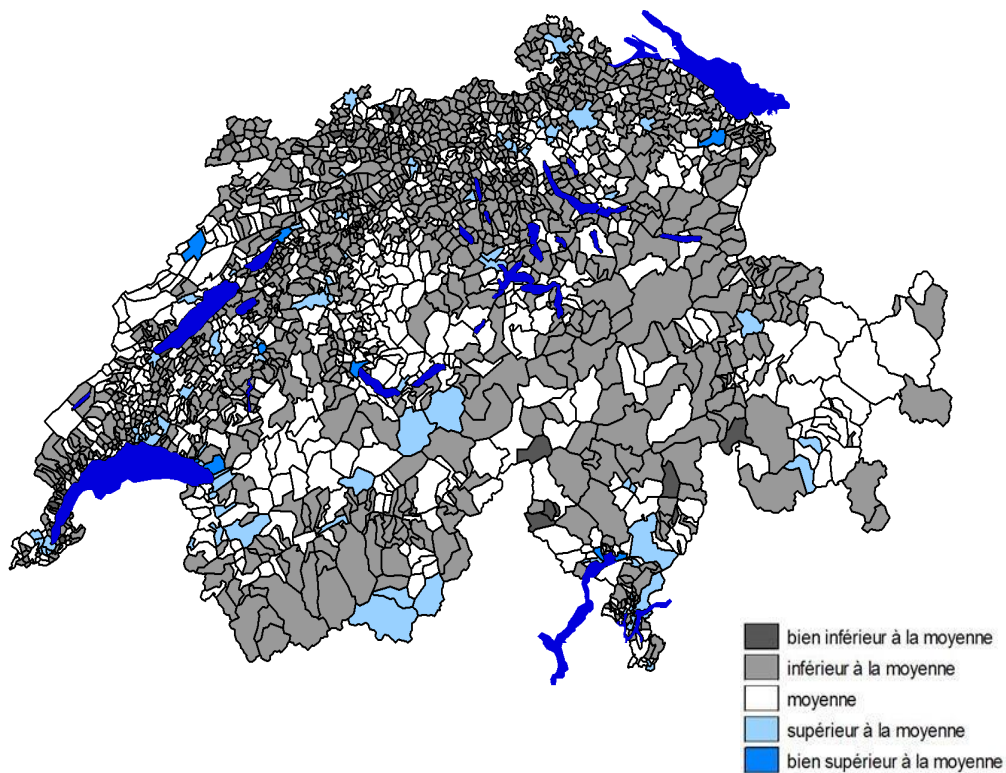 bien inférieur à la moyenne
inférieur à la moyenne
moyenne
supérieur à la moyenne
bien supérieur à la moyenne